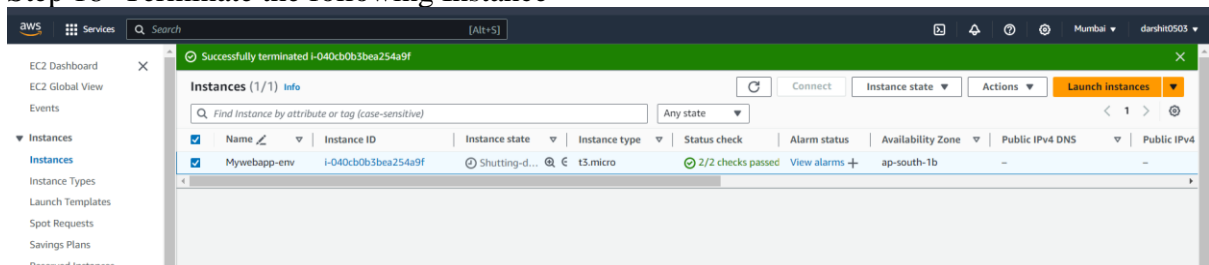 Step 18- Terminate the following instance
aws Services Search [Alt+S] Mumbai darshit0503
EC2 Dashboard
EC2 Global View
Events
Instances
Instances
Instance Types
Launch Templates
Spot Requests
Savings Plans
Reserved Instances
Successfully terminated i-040cb0b3bea254a9f
Instances (1/1) Info Connect Instance state Actions Launch instances
Find Instance by attribute or tag (case-sensitive) Any state 1
Name Instance ID Instance state Instance type Status check Alarm status Availability Zone Public IPv4 DNS Public IPv4
Mywebapp-env i-040cb0b3bea254a9f Shutting-d... t3.micro 2/2 checks passed View alarms + ap-south-1b – –